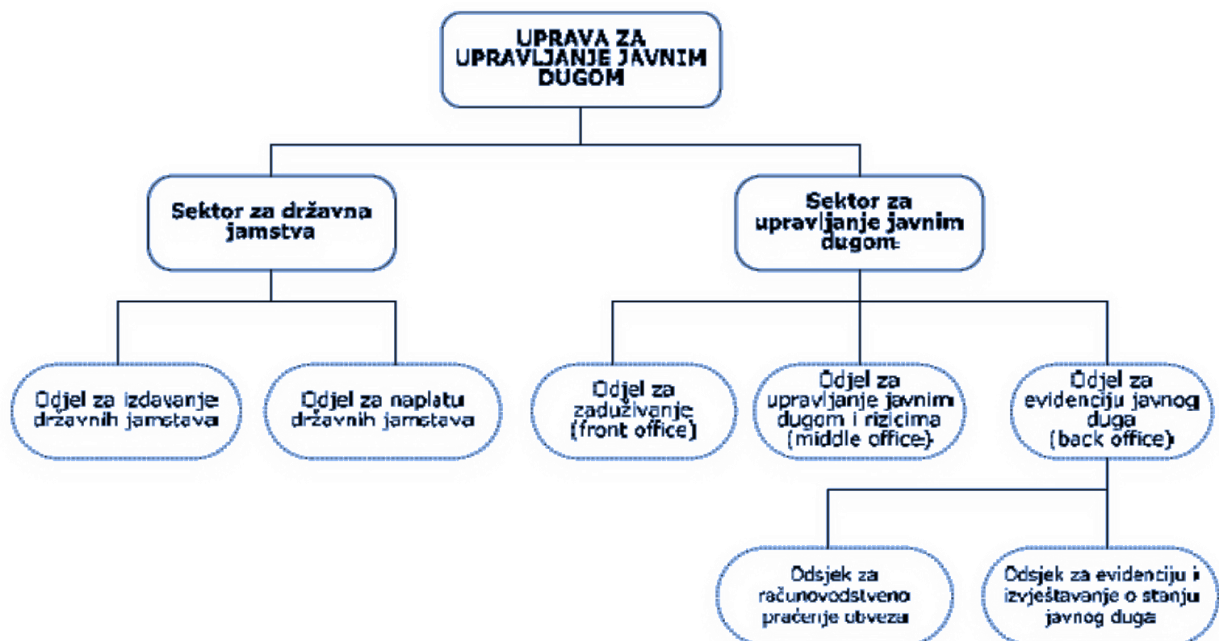 UPRAVA ZA
UPRAVLJANJE JAVNIM
DUGOM
Sektor za državna
jamstva
Sektor za
upravljanje javnim
dugom
Odjel za izdavanje
državnih jamstava
Odjel za naplatu
državnih jamstava
Odjel za
zaduživanje
(front office)
Odjel za
upravljanje javnim
dugom i rizicima
(middle office)
Odjel za
evidenciju javnog
duga
(back office)
Odsjek za
računovodstveno
praćenje obveza
Odsjek za evidenciju i
izvještavanje o stanju
javnog duga